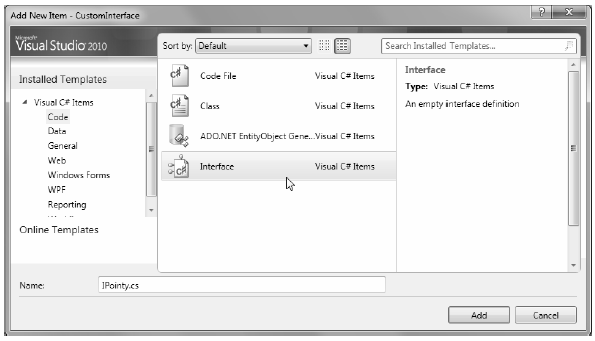 Add New Item - CustomInterface
Microsoft
Visual Studio 2010
Sort by: Default
Search Installed Templates...
Installed Templates
Visual C# Items
Code
Data
General
Web
Windows Forms
WPF
Reporting
Online Templates
Code File Visual C# Items
Class Visual C# Items
ADO.NET EntityObject Gene...Visual C# Items
Interface Visual C# Items
Interface
Type: Visual C# Items
An empty interface definition
Name: IPointy.cs
Add Cancel